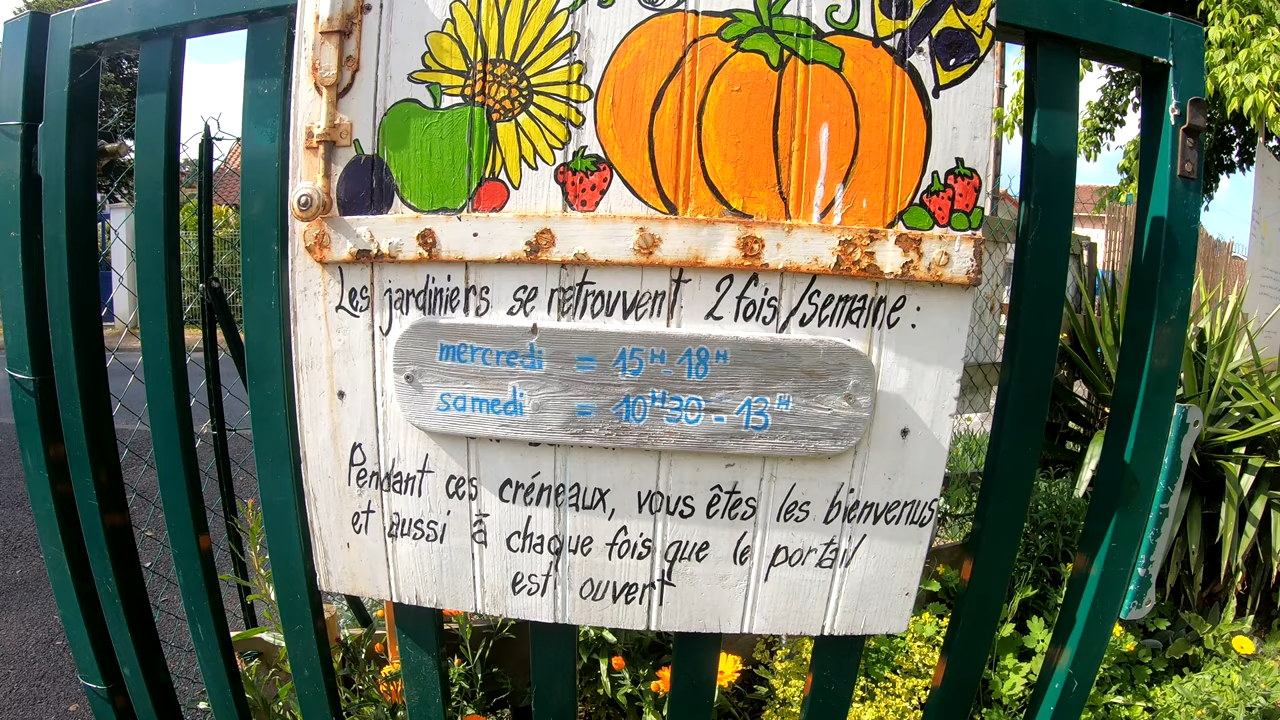 Les jardiniers se retrouvent 2 fois/semaine :
mercredi = 15H - 18H
samedi = 10H30 - 13H
Pendant ces créneaux, vous êtes les bienvenus
et aussi à chaque fois que le portail
est ouvert